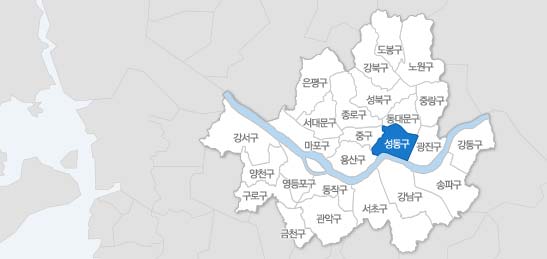 도봉구
강북구
노원구
은평구
성북구
중랑구
종로구
서대문구
동대문구
강서구
마포구
중구
성동구
광진구
강동구
용산구
양천구
영등포구
동작구
강남구
송파구
구로구
관악구
서초구
금천구